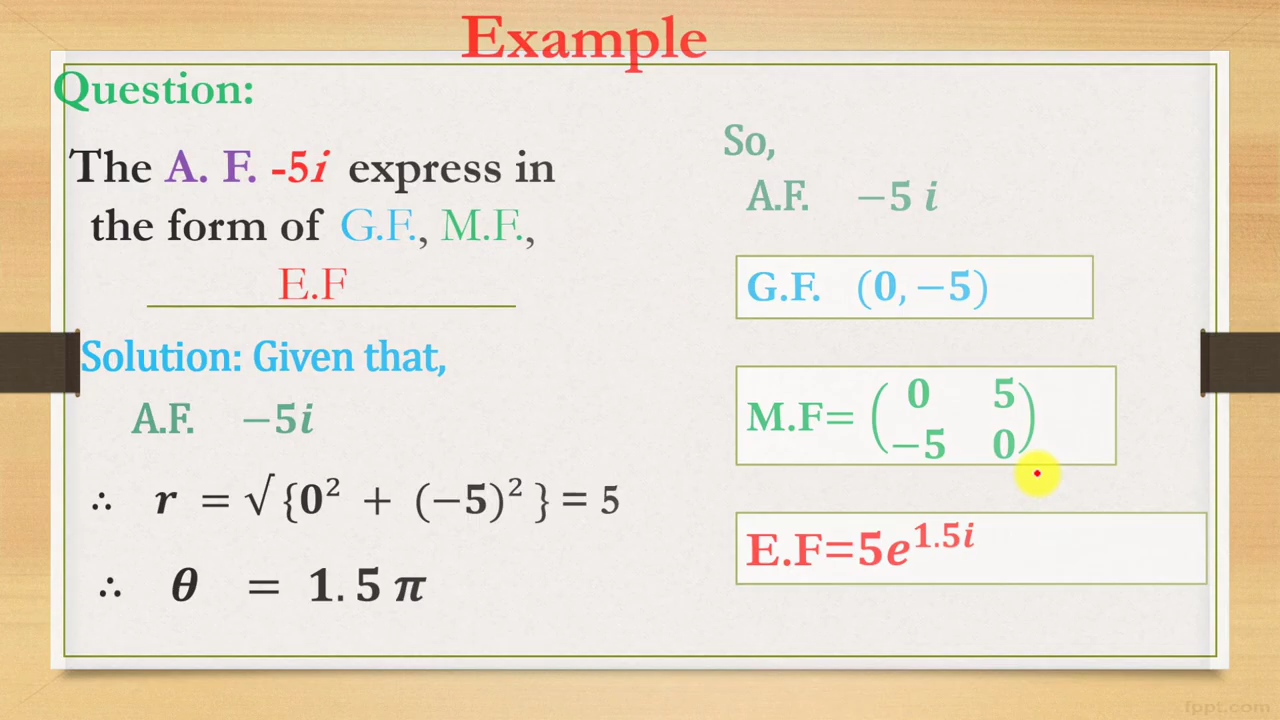 Example
Question:
The A. F. -5i express in
the form of G.F., M.F.,
E.F
Solution: Given that,
A.F. −5i
∴ r = √ {0² + (−5)² } = 5
∴ θ = 1.5 π
So,
A.F. −5 i
G.F. (0, −5)
M.F= (0 5
−5 0)
E.F=5e^{1.5i}
fppt.com